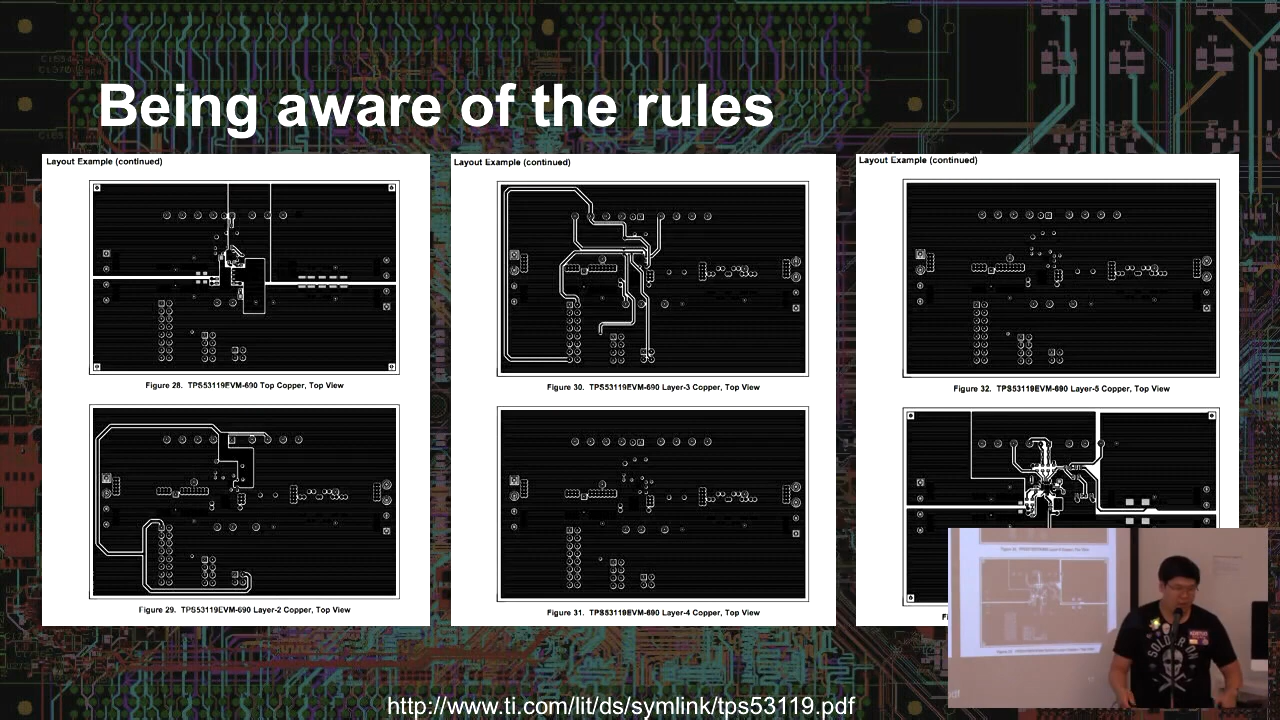 Being aware of the rules
Layout Example (continued)
Figure 28. TPS53119EVM-690 Top Copper, Top View
Figure 29. TPS53119EVM-690 Layer-2 Copper, Top View
Layout Example (continued)
Figure 30. TPS53119EVM-690 Layer-3 Copper, Top View
Figure 31. TPS53119EVM-690 Layer-4 Copper, Top View
Layout Example (continued)
Figure 32. TPS53119EVM-690 Layer-5 Copper, Top View
SOLDER ON
http://www.ti.com/lit/ds/symlink/tps53119.pdf